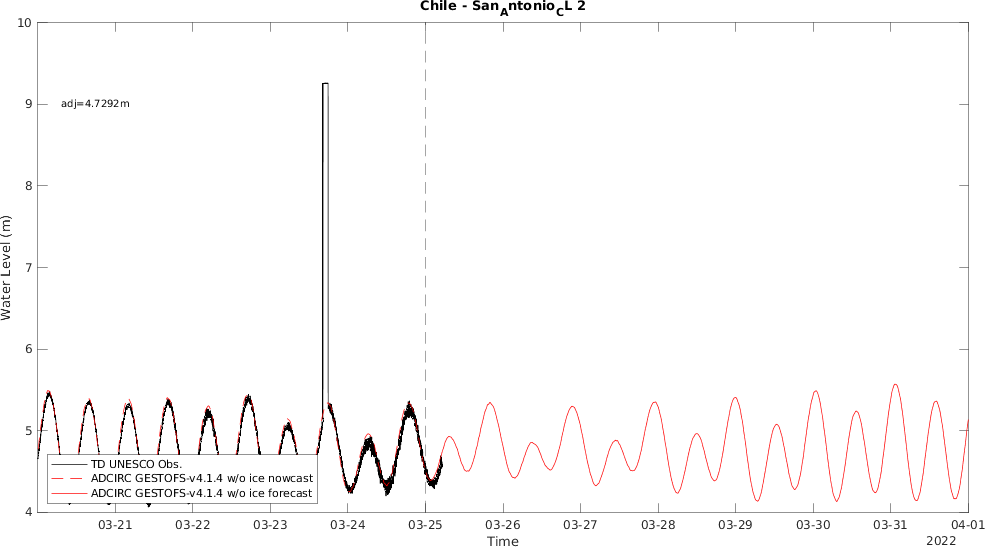 Chile - San_Antonio_CL 2
10
9
8
7
6
5
4
Water Level (m)
adj=4.7292m
TD UNESCO Obs.
ADCIRC GESTOFS-v4.1.4 w/o ice nowcast
ADCIRC GESTOFS-v4.1.4 w/o ice forecast
03-21 03-22 03-23 03-24 03-25 03-26 03-27 03-28 03-29 03-30 03-31 04-01
Time
2022